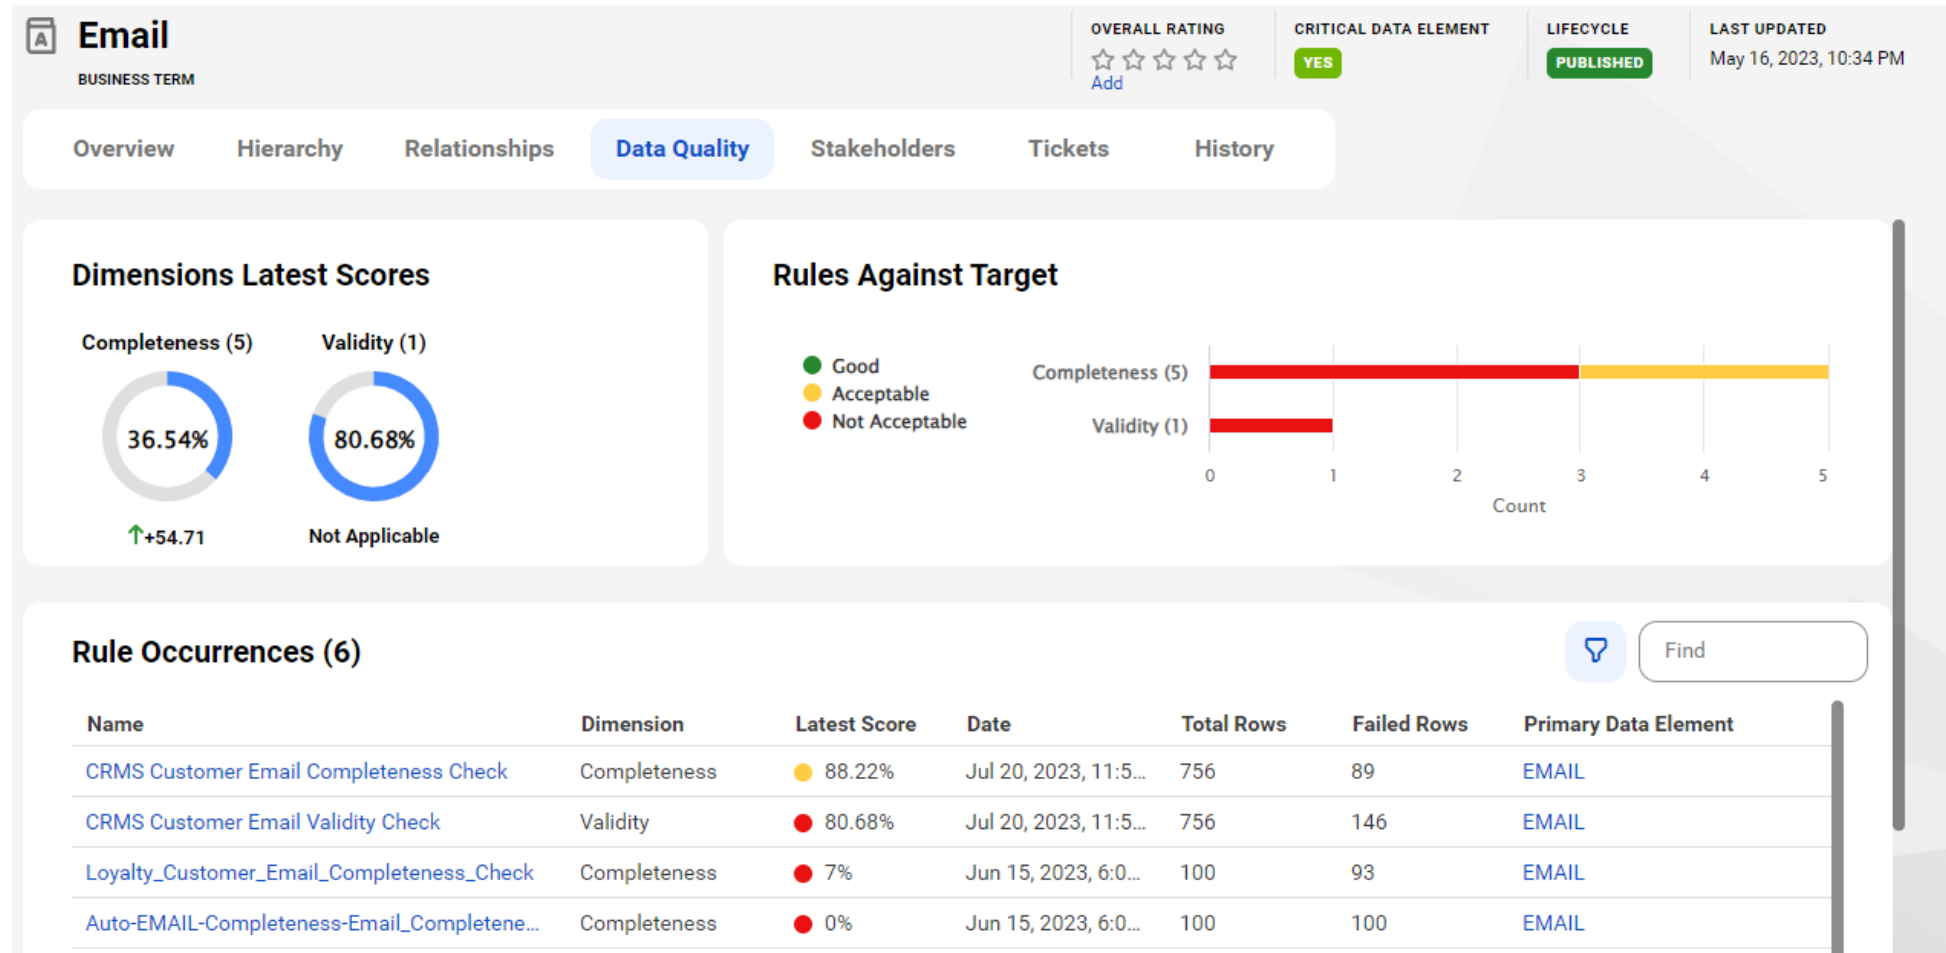 Email
BUSINESS TERM
OVERALL RATING
Add
CRITICAL DATA ELEMENT
YES
LIFECYCLE
PUBLISHED
LAST UPDATED
May 16, 2023, 10:34 PM
Overview Hierarchy Relationships Data Quality Stakeholders Tickets History
Dimensions Latest Scores
Completeness (5) Validity (1)
36.54% 80.68%
+54.71 Not Applicable
Rules Against Target
Good
Acceptable
Not Acceptable
Completeness (5)
Validity (1)
0 1 2 3 4 5
Count
Rule Occurrences (6)
Find
Name Dimension Latest Score Date Total Rows Failed Rows Primary Data Element
CRMS Customer Email Completeness Check Completeness 88.22% Jul 20, 2023, 11:5... 756 89 EMAIL
CRMS Customer Email Validity Check Validity 80.68% Jul 20, 2023, 11:5... 756 146 EMAIL
Loyalty_Customer_Email_Completeness_Check Completeness 7% Jun 15, 2023, 6:0... 100 93 EMAIL
Auto-EMAIL-Completeness-Email_Completene... Completeness 0% Jun 15, 2023, 6:0... 100 100 EMAIL